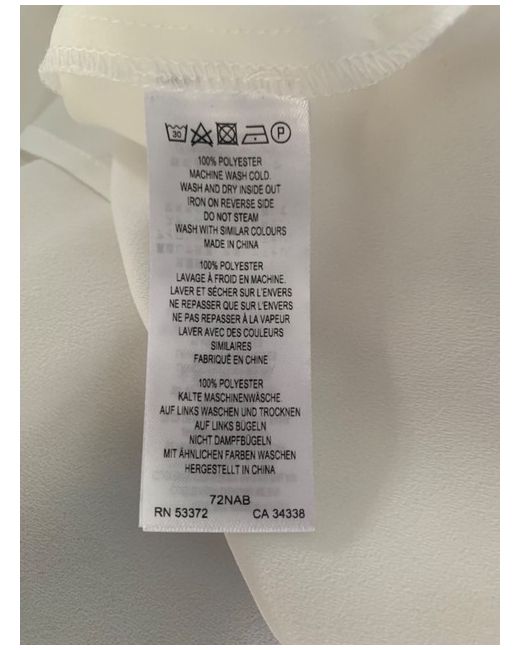 30 P
100% POLYESTER
MACHINE WASH COLD.
WASH AND DRY INSIDE OUT
IRON ON REVERSE SIDE
DO NOT STEAM
WASH WITH SIMILAR COLOURS
MADE IN CHINA
100% POLYESTER
LAVAGE À FROID EN MACHINE.
LAVER ET SÉCHER SUR L'ENVERS
NE REPASSER QUE SUR L'ENVERS
NE PAS REPASSER À LA VAPEUR
LAVER AVEC DES COULEURS
SIMILAIRES
FABRIQUÉ EN CHINE
100% POLYESTER
KALTE MASCHINENWÄSCHE.
AUF LINKS WASCHEN UND TROCKNEN
AUF LINKS BÜGELN
NICHT DAMPFBÜGELN
MIT ÄHNLICHEN FARBEN WASCHEN
HERGESTELLT IN CHINA
72NAB
RN 53372 CA 34338